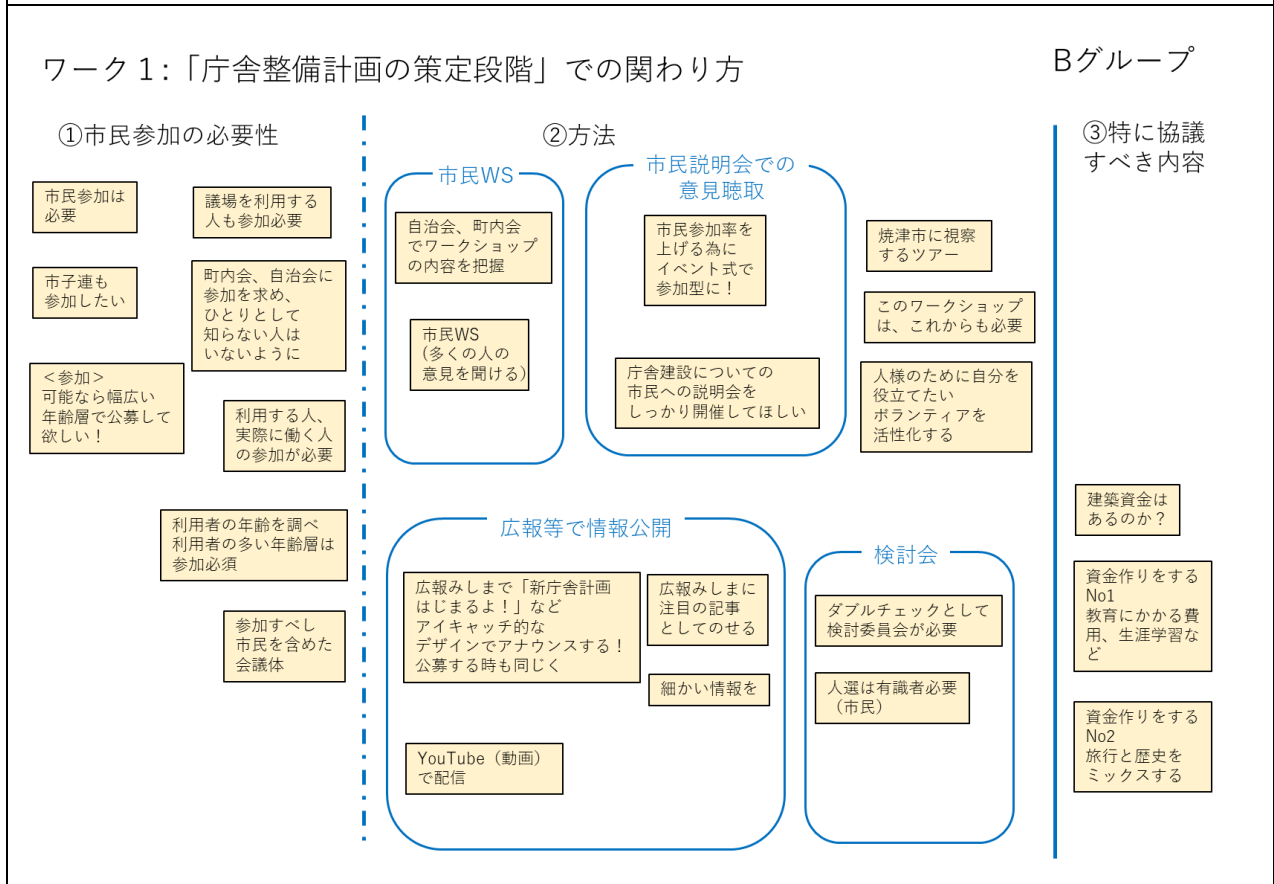 ワーク1:「庁舎整備計画の策定段階」での関わり方
Bグループ
①市民参加の必要性
市民参加は
必要
議場を利用する
人も参加必要
市子連も
参加したい
町内会、自治会に
参加を求め、
ひとりとして
知らない人は
いないように
<参加>
可能なら幅広い
年齢層で公募して
欲しい!
利用する人、
実際に働く人
の参加が必要
利用者の年齢を調べ
利用者の多い年齢層は
参加必須
参加すべし
市民を含めた
会議体
②方法
市民WS
自治会、町内会
でワークショップ
の内容を把握
市民WS
(多くの人の
意見を聞ける)
市民説明会での
意見聴取
市民参加率を
上げる為に
イベント式で
参加型に!
庁舎建設についての
市民への説明会を
しっかり開催してほしい
焼津市に視察
するツアー
このワークショップ
は、これからも必要
人様のために自分を
役立てたい
ボランティアを
活性化する
広報等で情報公開
広報みしまで「新庁舎計画
はじまるよ!」など
アイキャッチ的な
デザインでアナウンスする!
公募する時も同じく
広報みしまに
注目の記事
としてのせる
細かい情報を
YouTube(動画)
で配信
検討会
ダブルチェックとして
検討委員会が必要
人選は有識者必要
(市民)
③特に協議
すべき内容
建築資金は
あるのか?
資金作りをする
No1
教育にかかる費
用、生涯学習な
ど
資金作りをする
No2
旅行と歴史を
ミックスする